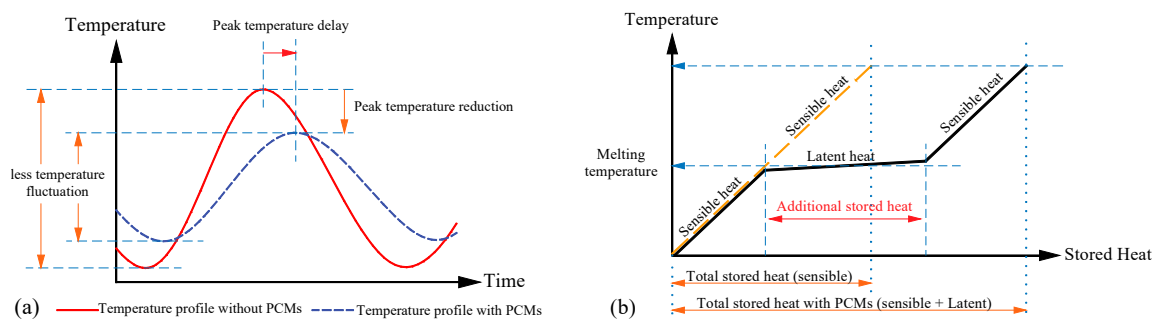 Temperature
Peak temperature delay
Peak temperature reduction
less temperature
fluctuation
Time
(a)
Temperature profile without PCMs
Temperature profile with PCMs
Temperature
Sensible heat
Sensible heat
Latent heat
Melting
temperature
Sensible heat
Additional stored heat
Stored Heat
Total stored heat (sensible)
Total stored heat with PCMs (sensible + Latent)
(b)